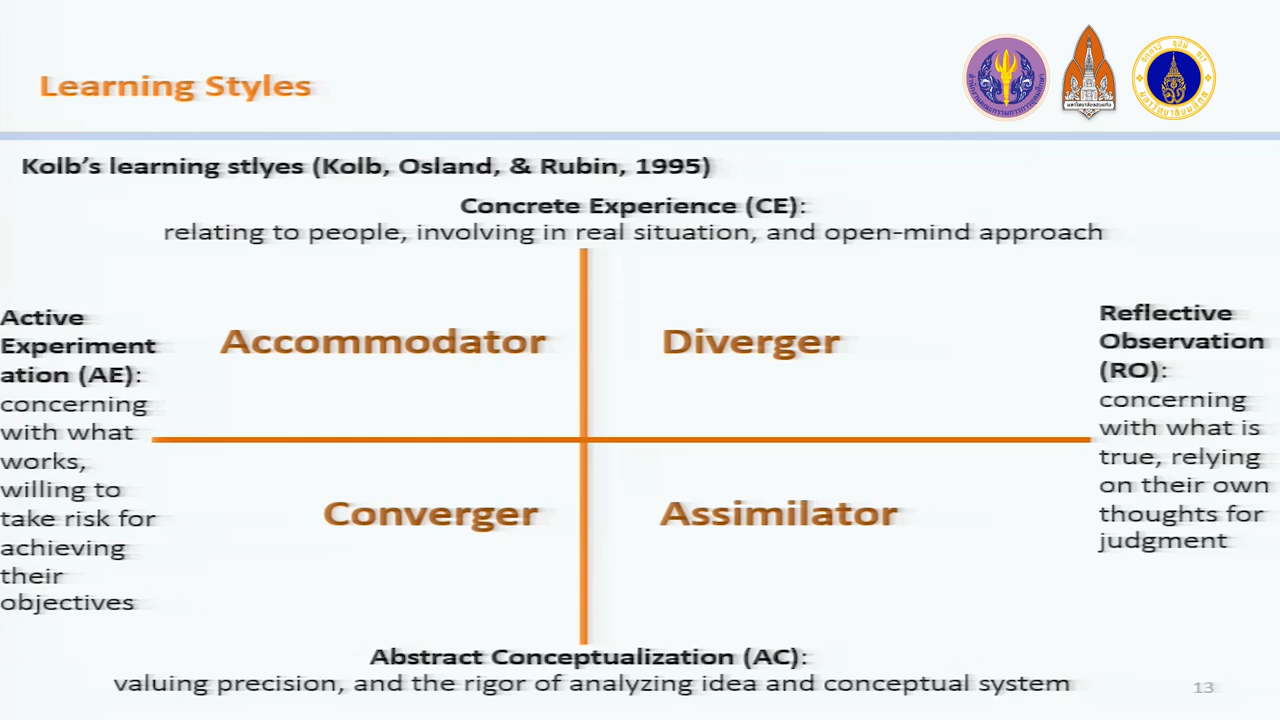 Learning Styles
Kolb's learning stlyes (Kolb, Osland, & Rubin, 1995)
Concrete Experience (CE):
relating to people, involving in real situation, and open-mind approach
Active
Experiment
ation (AE):
concerning
with what
works,
willing to
take risk for
achieving
their
objectives
Accommodator
Diverger
Reflective
Observation
(RO):
concerning
with what is
true, relying
on their own
thoughts for
judgment
Converger
Assimilator
Abstract Conceptualization (AC):
valuing precision, and the rigor of analyzing idea and conceptual system
13